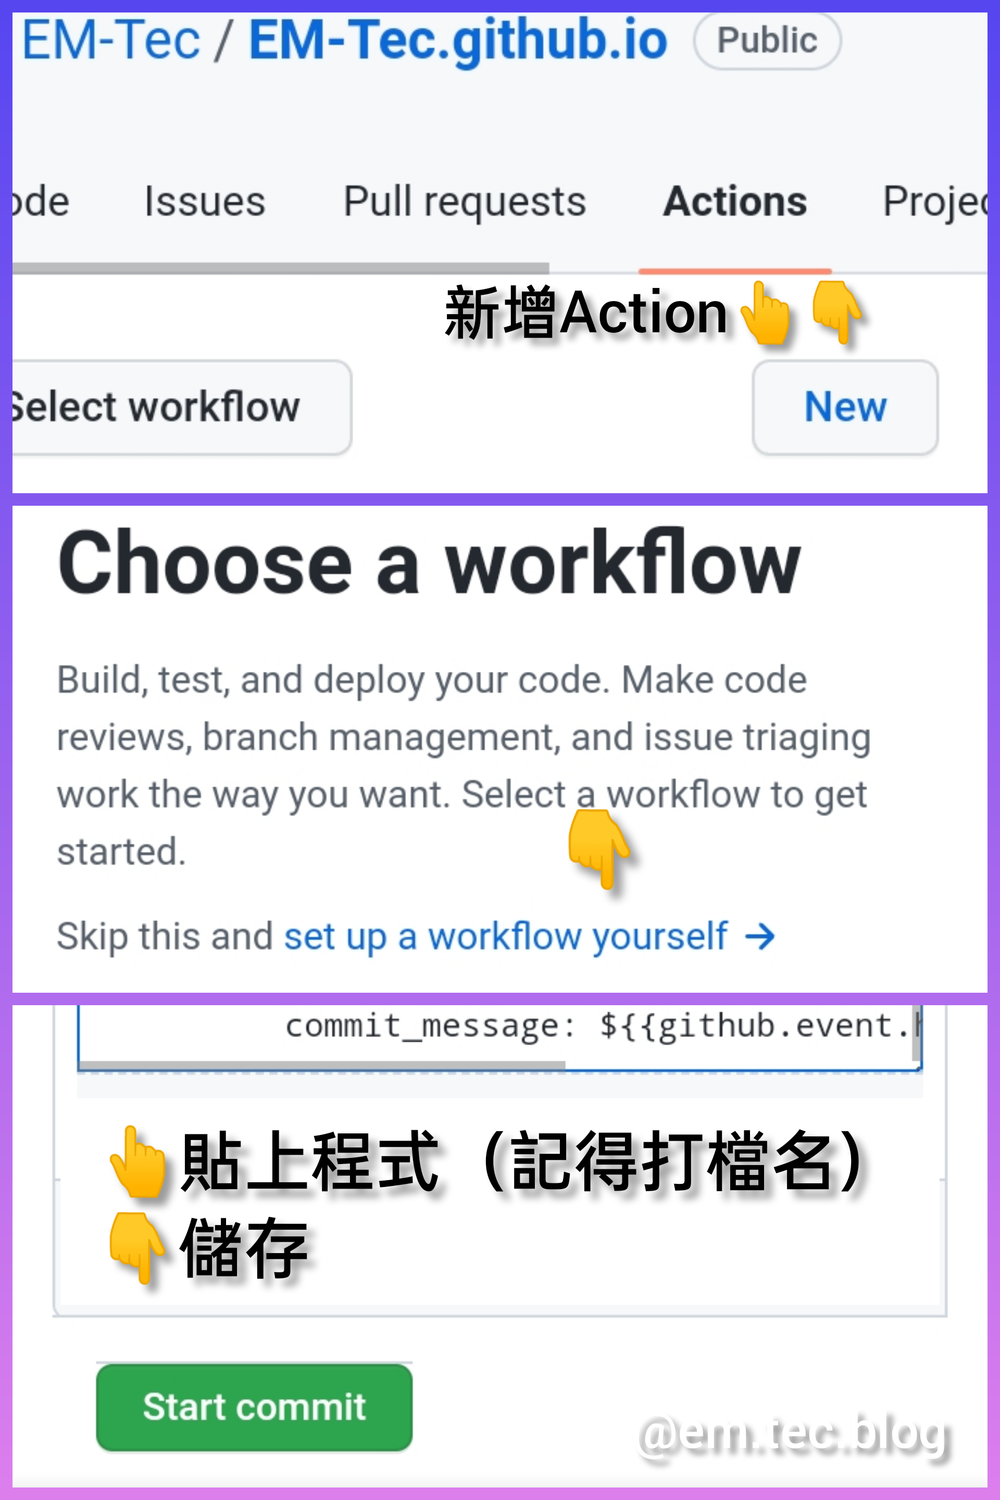 EM-Tec / EM-Tec.github.io Public
ode Issues Pull requests Actions Projec
新增Action👆👇
Select workflow New
Choose a workflow
Build, test, and deploy your code. Make code
reviews, branch management, and issue triaging
work the way you want. Select a workflow to get
started.
👇
Skip this and set up a workflow yourself →
commit_message: ${{github.event.h
👆貼上程式（記得打檔名）
👇儲存
Start commit
@em.tec.blog